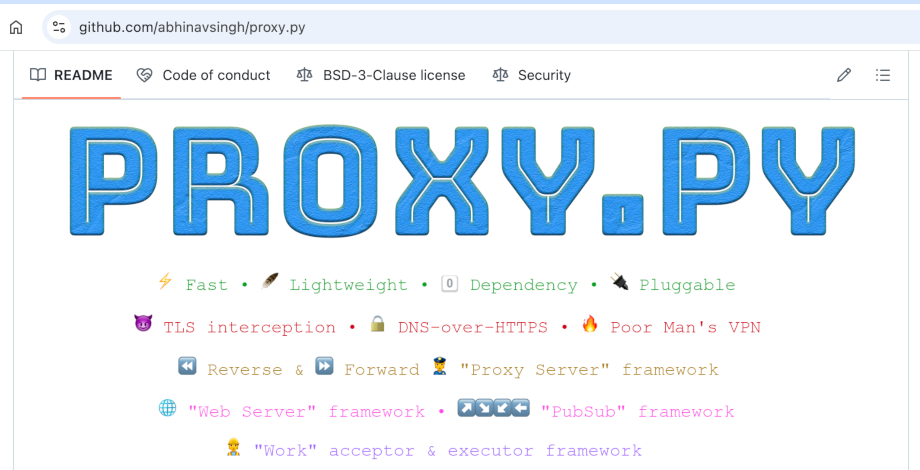 github.com/abhinavsingh/proxy.py
README Code of conduct BSD-3-Clause license Security
PROXY.PY
⚡ Fast • 🪶 Lightweight • 0 Dependency • 🔌 Pluggable
😈 TLS interception • 🔒 DNS-over-HTTPS • 🔥 Poor Man's VPN
⏪ Reverse & ⏩ Forward 👮 "Proxy Server" framework
🌐 "Web Server" framework • ↗↘↙⬅ "PubSub" framework
👷 "Work" acceptor & executor framework